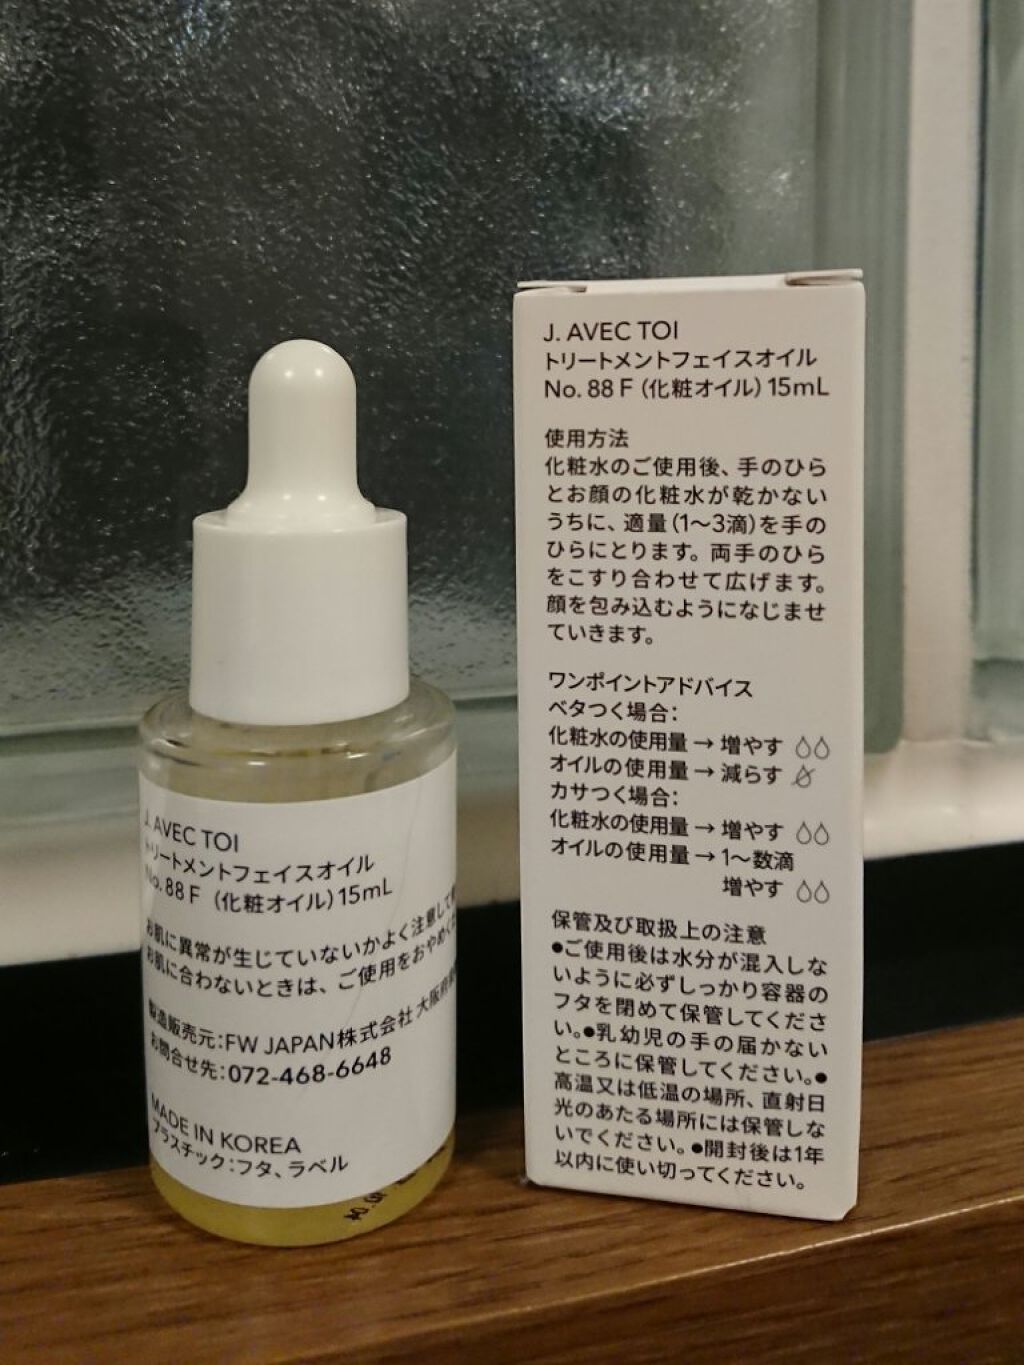 J. AVEC TOI
トリートメントフェイスオイル
No. 88 F (化粧オイル) 15mL
お肌に異常が生じていないかよく注意して
お肌に合わないときは、ご使用をおやめ
製造販売元:FW JAPAN株式会社 大阪府
お問合せ先:072-468-6648
MADE IN KOREA
プラスチック:フタ、ラベル
J. AVEC TOI
トリートメントフェイスオイル
No. 88 F (化粧オイル) 15mL
使用方法
化粧水のご使用後、手のひら
とお顔の化粧水が乾かない
うちに、適量(1〜3滴)を手の
ひらにとります。両手のひら
をこすり合わせて広げます。
顔を包み込むようになじませ
ていきます。
ワンポイントアドバイス
ベタつく場合:
化粧水の使用量→増やす
オイルの使用量→減らす
カサつく場合:
化粧水の使用量→増やす
オイルの使用量→1〜数滴
増やす
保管及び取扱上の注意
●ご使用後は水分が混入しな
いように必ずしっかり容器の
フタを閉めて保管してくださ
い。●乳幼児の手の届かない
ところに保管してください。●
高温又は低温の場所、直射日
光のあたる場所には保管しな
いでください。●開封後は1年
以内に使い切ってください。